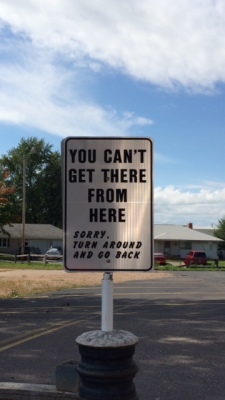 YOU CAN'T
GET THERE
FROM
HERE
SORRY,
TURN AROUND
AND GO BACK